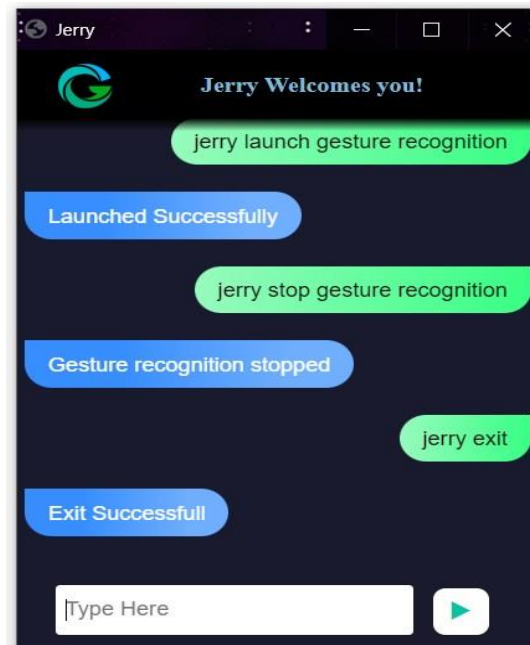 Jerry
Jerry Welcomes you!
jerry launch gesture recognition
Launched Successfully
jerry stop gesture recognition
Gesture recognition stopped
jerry exit
Exit Successfull
Type Here